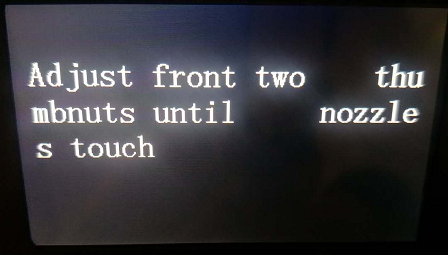 Adjust front two    thu
mbnuts until    nozzle
s touch